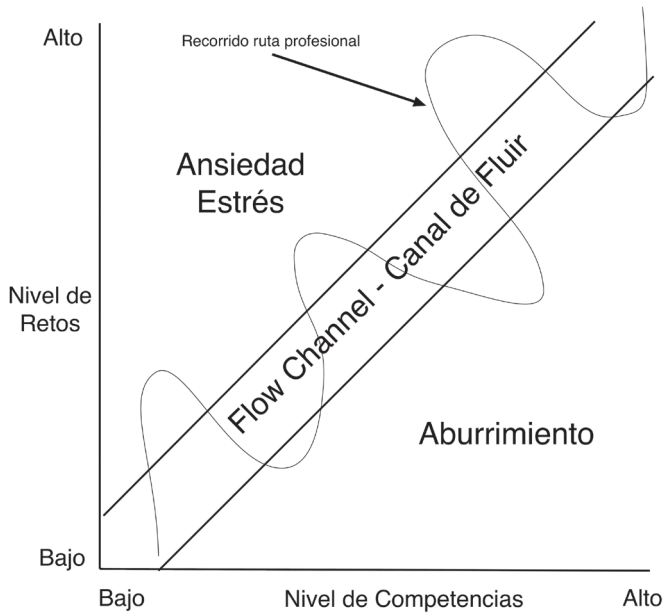 Alto
Recorrido ruta profesional
Ansiedad
Estrés
Flow Channel - Canal de Fluir
Nivel de
Retos
Aburrimiento
Bajo
Bajo
Nivel de Competencias
Alto